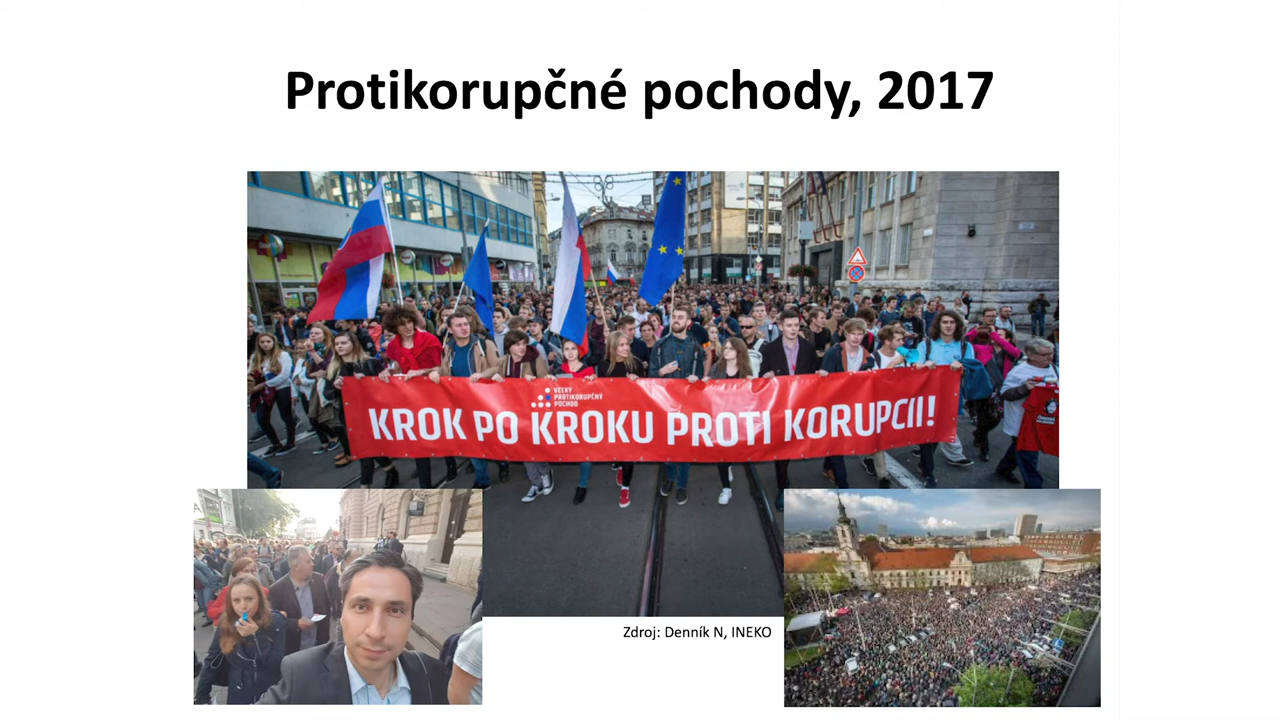 Protikorupčné pochody, 2017
VEĽKÝ
PROTIKORUPČNÝ
POCHOD
KROK PO KROKU PROTI KORUPCII!
Zdroj: Denník N, INEKO